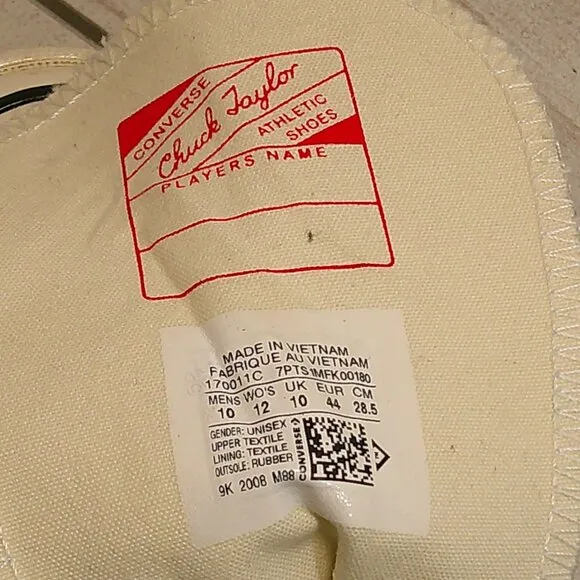 CONVERSE
Chuck Taylor
ATHLETIC
SHOES
PLAYERS NAME
MADE IN VIETNAM
FABRIQUE AU VIETNAM
170011C 7PTS1MFK00180
MENS WO'S UK EUR CM
10 12 10 44 28.5
GENDER: UNISEX
UPPER TEXTILE
LINING: TEXTILE
OUTSOLE: RUBBER
CONVERSE
9K 2008 M88